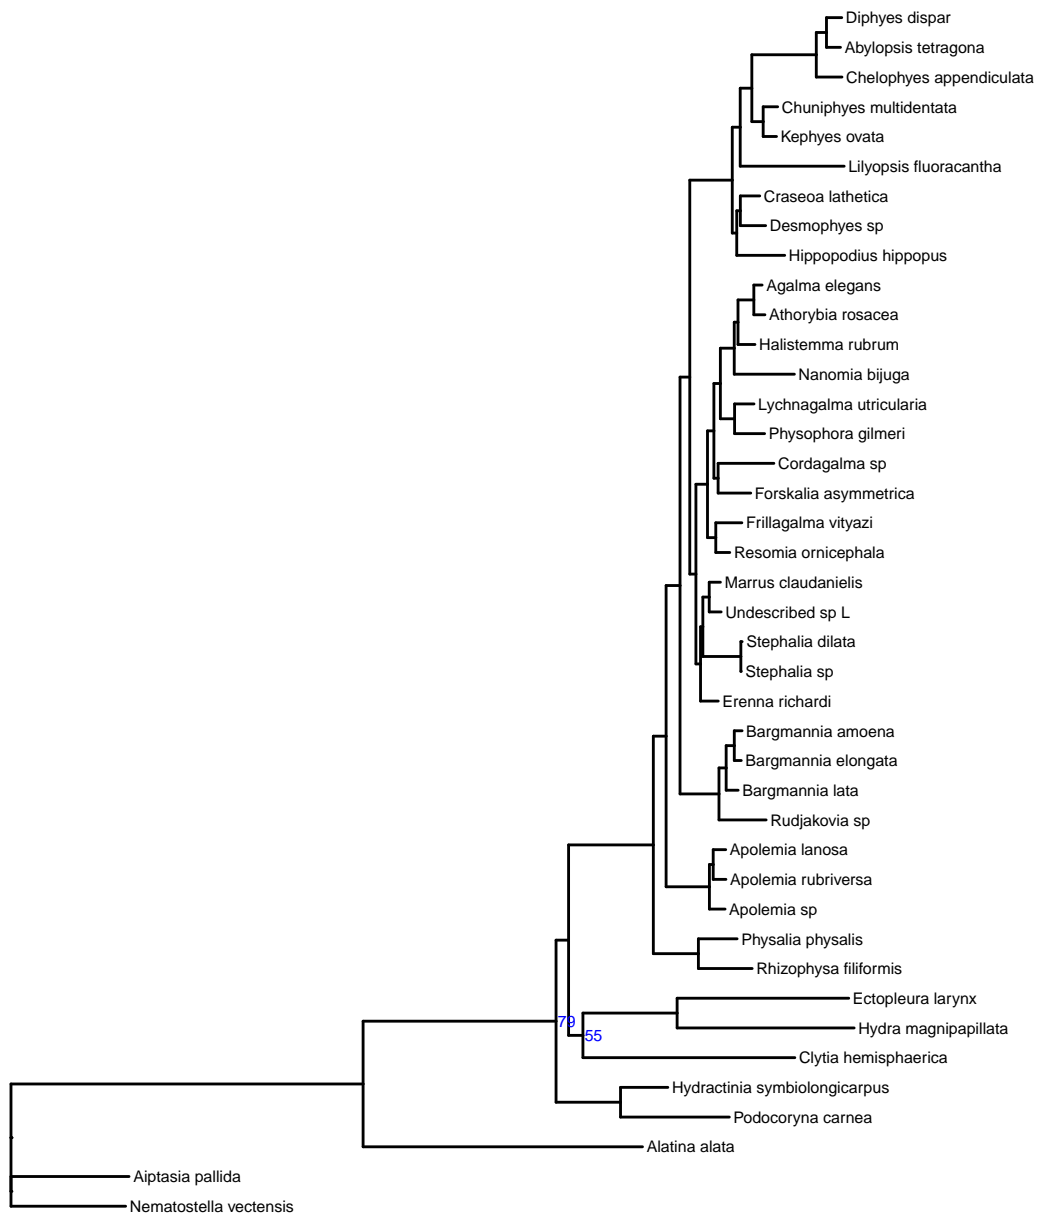 Diphyes dispar
Abylopsis tetragona
Chelophyes appendiculata
Chuniphyes multidentata
Kephyes ovata
Lilyopsis fluoracantha
Craseoa lathetica
Desmophyes sp
Hippopodius hippopus
Agalma elegans
Athorybia rosacea
Halistemma rubrum
Nanomia bijuga
Lychnagalma utricularia
Physophora gilmeri
Cordagalma sp
Forskalia asymmetrica
Frillagalma vityazi
Resomia ornicephala
Marrus claudanielis
Undescribed sp L
Stephalia dilata
Stephalia sp
Erenna richardi
Bargmannia amoena
Bargmannia elongata
Bargmannia lata
Rudjakovia sp
Apolemia lanosa
Apolemia rubriversa
Apolemia sp
Physalia physalis
Rhizophysa filiformis
Ectopleura larynx
79
Hydra magnipapillata
55
Clytia hemisphaerica
Hydractinia symbiolongicarpus
Podocoryna carnea
Alatina alata
Aiptasia pallida
Nematostella vectensis